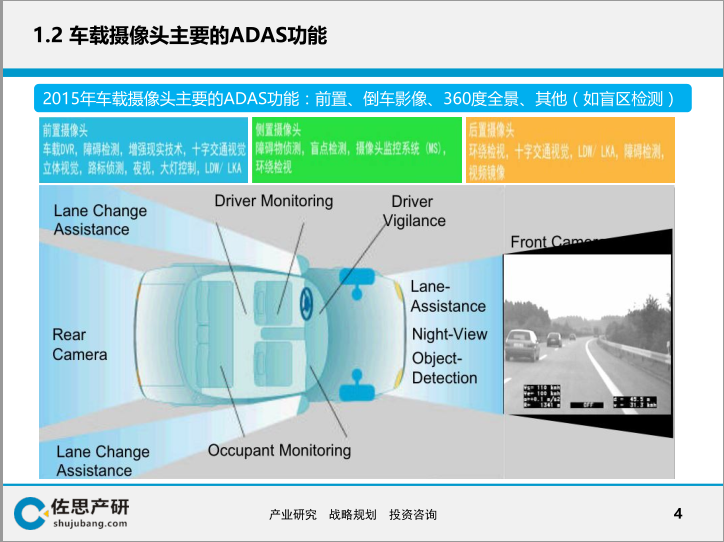 1.2 车载摄像头主要的ADAS功能
2015年车载摄像头主要的ADAS功能：前置、倒车影像、360度全景、其他（如盲区检测）
前置摄像头
车载DVR，障碍检测，增强现实技术，十字交通视觉
立体视觉，路标侦测，夜视，大灯控制，LDW/ LKA
侧置摄像头
障碍物侦测，盲点检测，摄像头监控系统（MS），
环绕检视
后置摄像头
环绕检视，十字交通视觉，LDW/ LKA，障碍检测，
视频镜像
Lane Change
Assistance
Driver Monitoring
Driver
Vigilance
Front Camera
Lane-
Assistance
Rear
Camera
Night-View
Object-
Detection
Occupant Monitoring
Lane Change
Assistance
OFF
佐思产研
shujubang.com
产业研究 战略规划 投资咨询
4